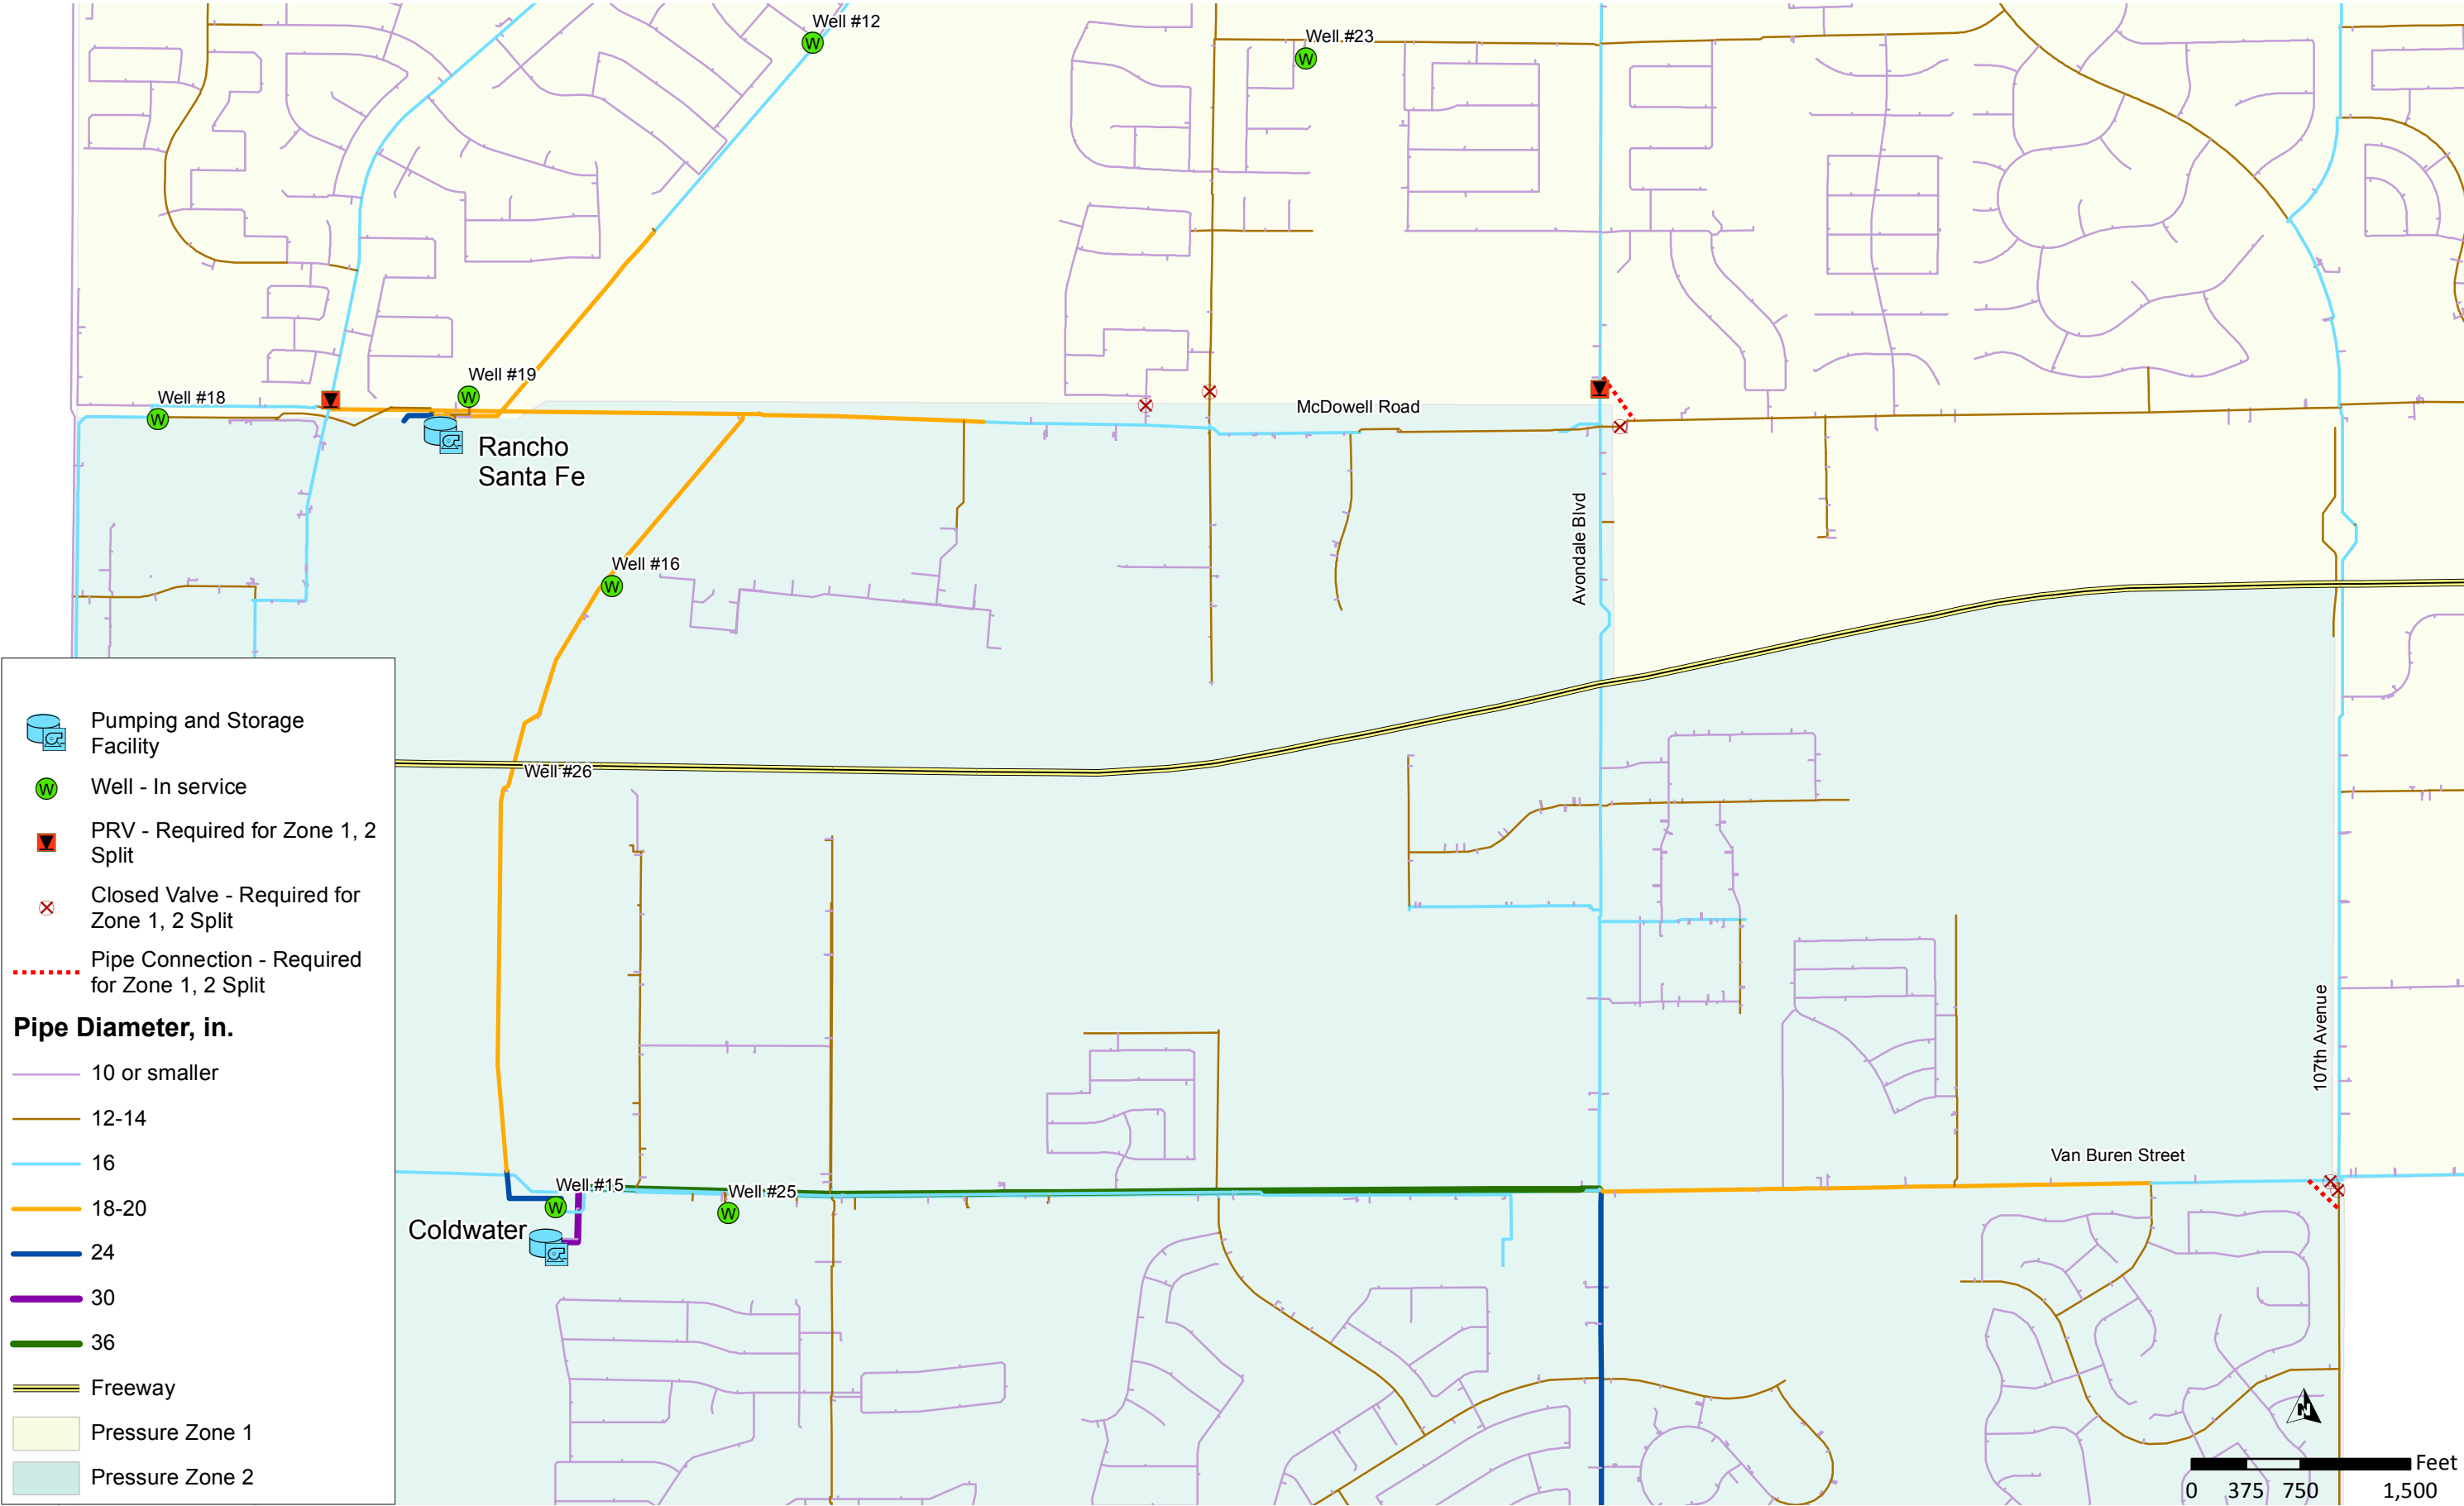 Well #12
Well #23
Well #19
Well #18
McDowell Road
Rancho
Santa Fe
Avondale Blvd
Well #16
Well #26
107th Avenue
Van Buren Street
Well #15
Well #25
Coldwater
Pumping and Storage
Facility
W
Well - In service
PRV - Required for Zone 1, 2
Split
Closed Valve - Required for
Zone 1, 2 Split
Pipe Connection - Required
for Zone 1, 2 Split
Pipe Diameter, in.
10 or smaller
12-14
16
18-20
24
30
36
Freeway
Pressure Zone 1
Pressure Zone 2
N
Feet
0 375 750 1,500